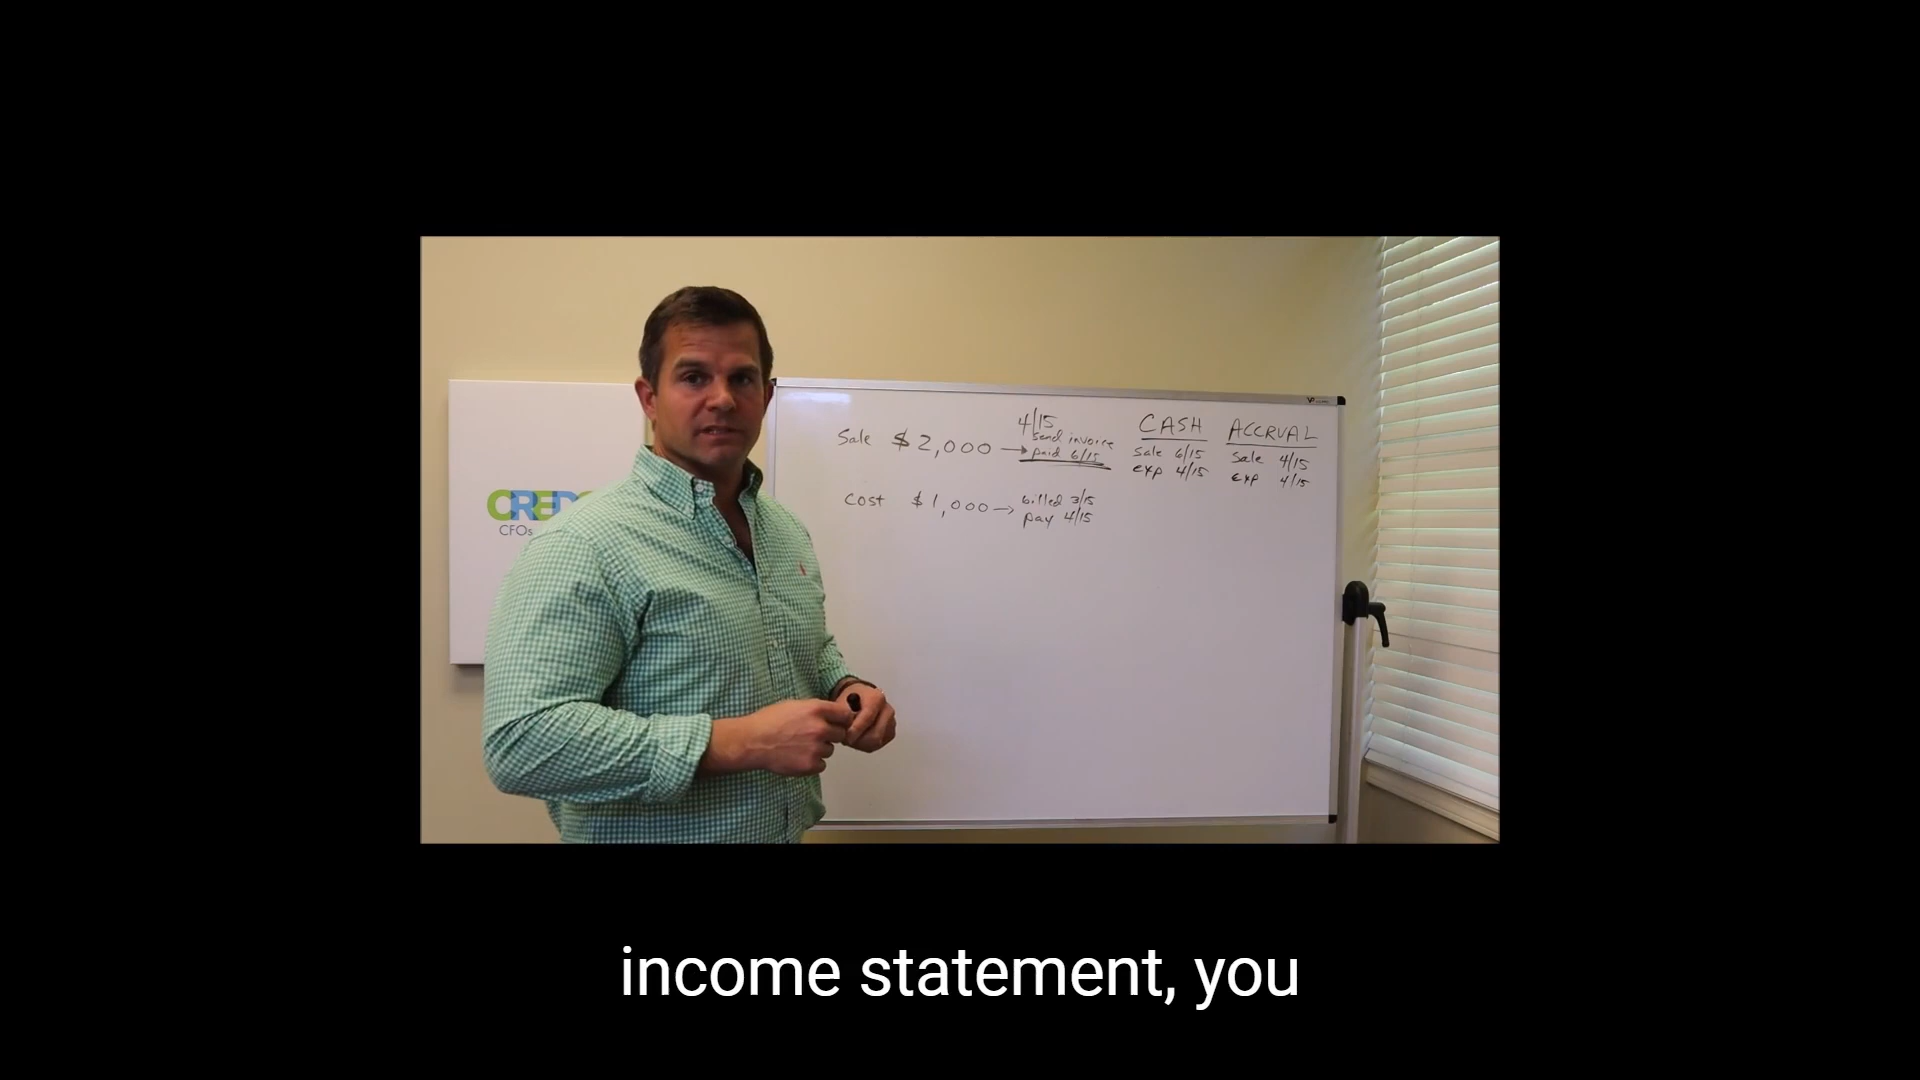 4/15
Sale $2,000 → send invoice
paid 6/15
Cost $1,000 → billed 3/15
pay 4/15
CASH
Sale 6/15
exp 4/15
ACCRUAL
Sale 4/15
exp 4/15
CRED
CFOs
income statement, you